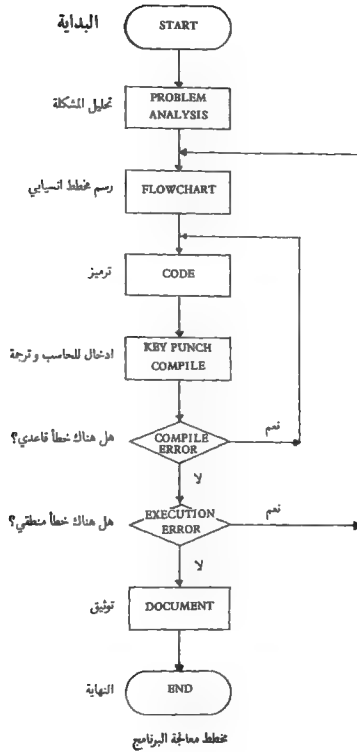 البداية
START
تحليل المشكلة
PROBLEM
ANALYSIS
رسم مخطط انسيابي
FLOWCHART
ترميز
CODE
ادخال للحاسب وترجمة
KEY PUNCH
COMPILE
هل هناك خطأ قاعدي؟
COMPILE
ERROR
نعم
لا
هل هناك خطأ منطقي؟
EXECUTION
ERROR
نعم
لا
توثيق
DOCUMENT
النهاية
END
مخطط معالجة البرنامج